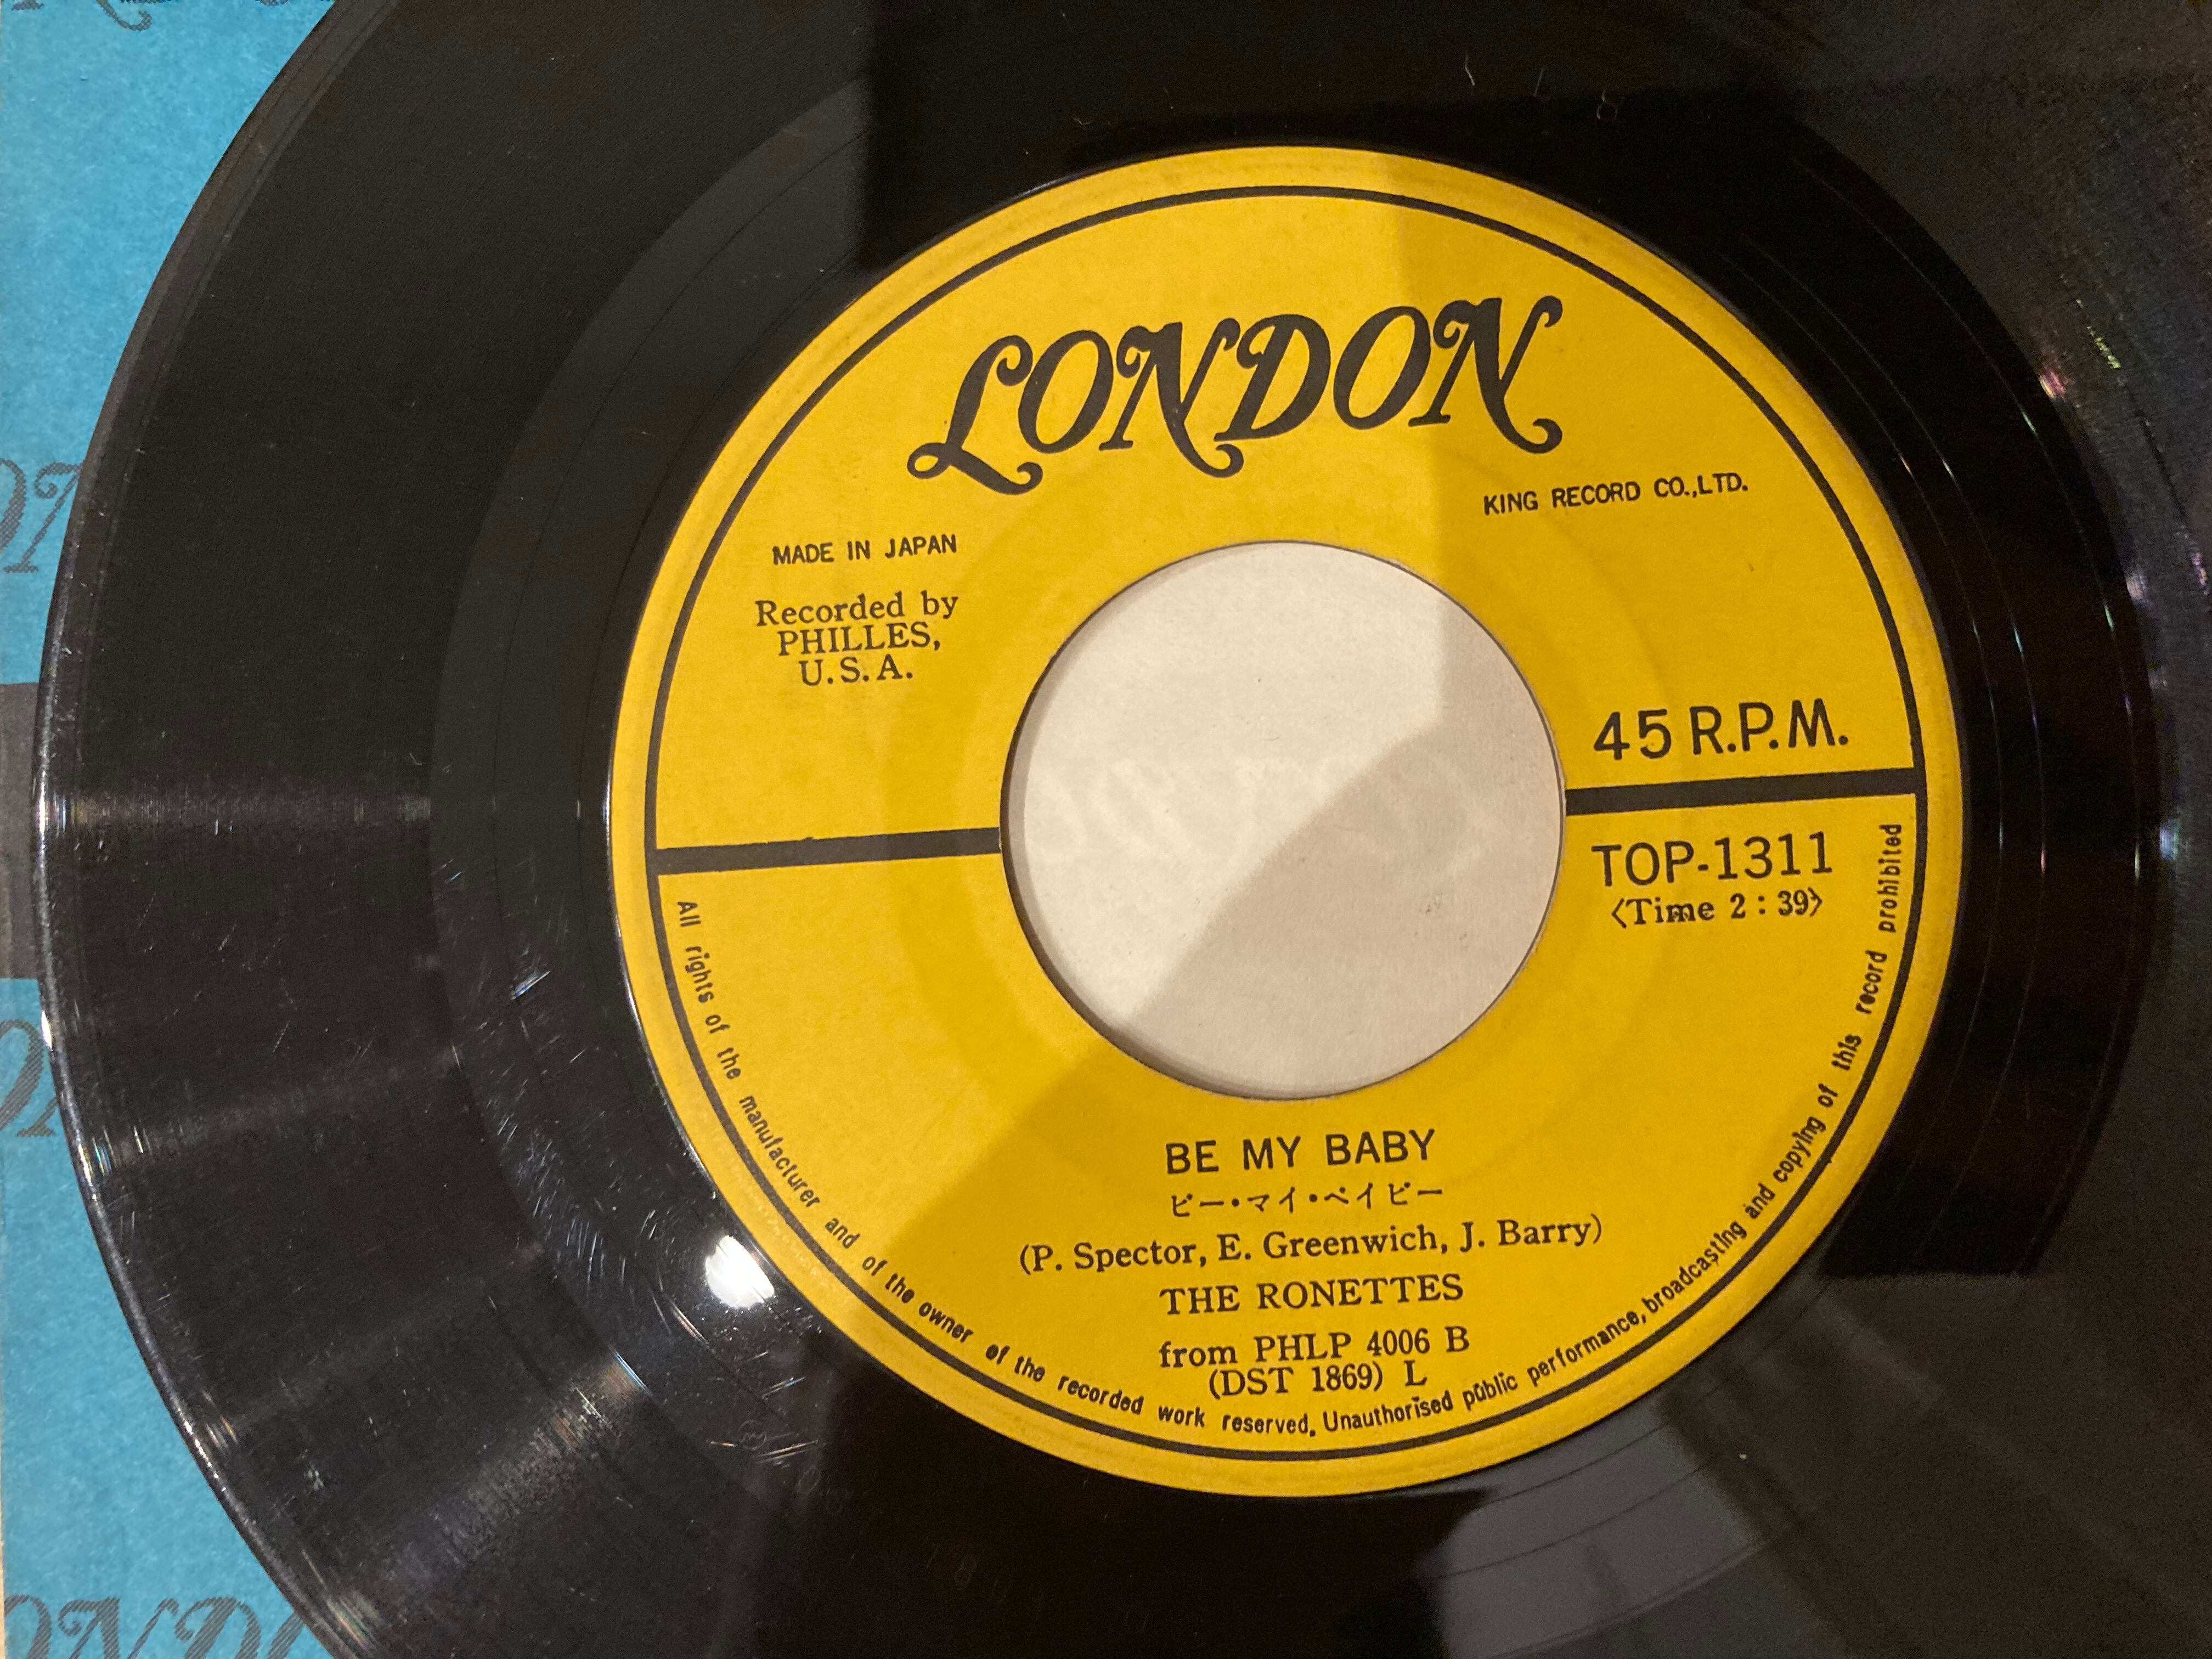 LONDON
KING RECORD CO.,LTD.
MADE IN JAPAN
Recorded by
PHILLES,
U.S.A.
45 R.P.M.
TOP-1311
〈Time 2:39〉
BE MY BABY
ビー・マイ・ベイビー
(P. Spector, E. Greenwich, J. Barry)
THE RONETTES
from PHLP 4006 B
(DST 1869) L
All rights of the manufacturer and of the owner of the recorded work reserved. Unauthorised public performance, broadcasting and copying of this record prohibited